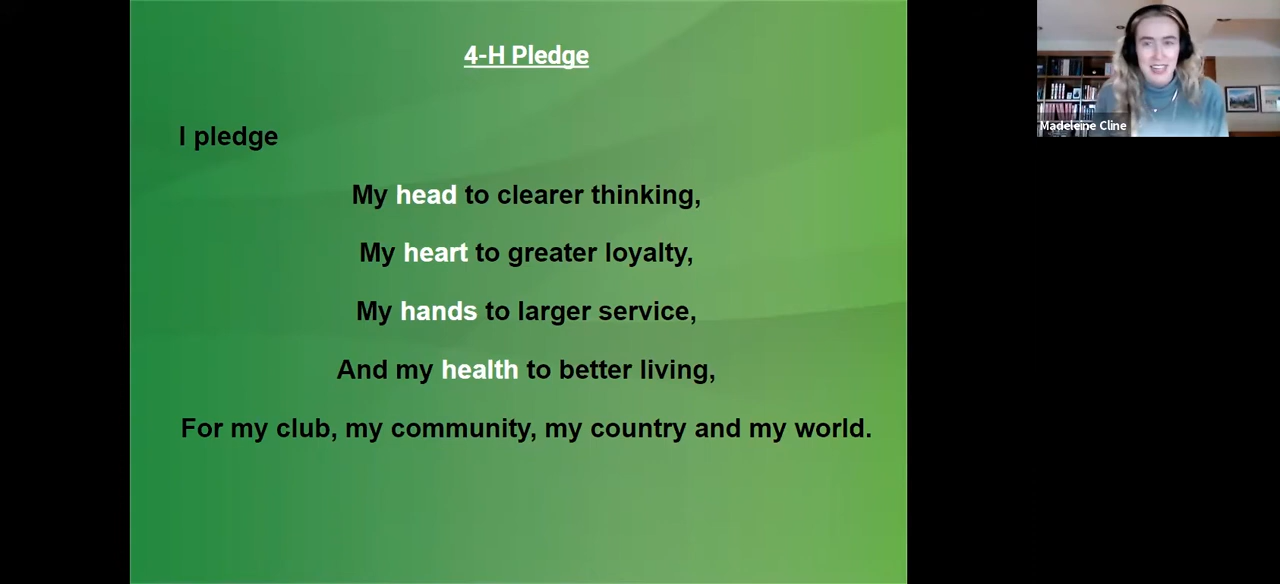 4-H Pledge
I pledge
My head to clearer thinking,
My heart to greater loyalty,
My hands to larger service,
And my health to better living,
For my club, my community, my country and my world.
Madeleine Cline